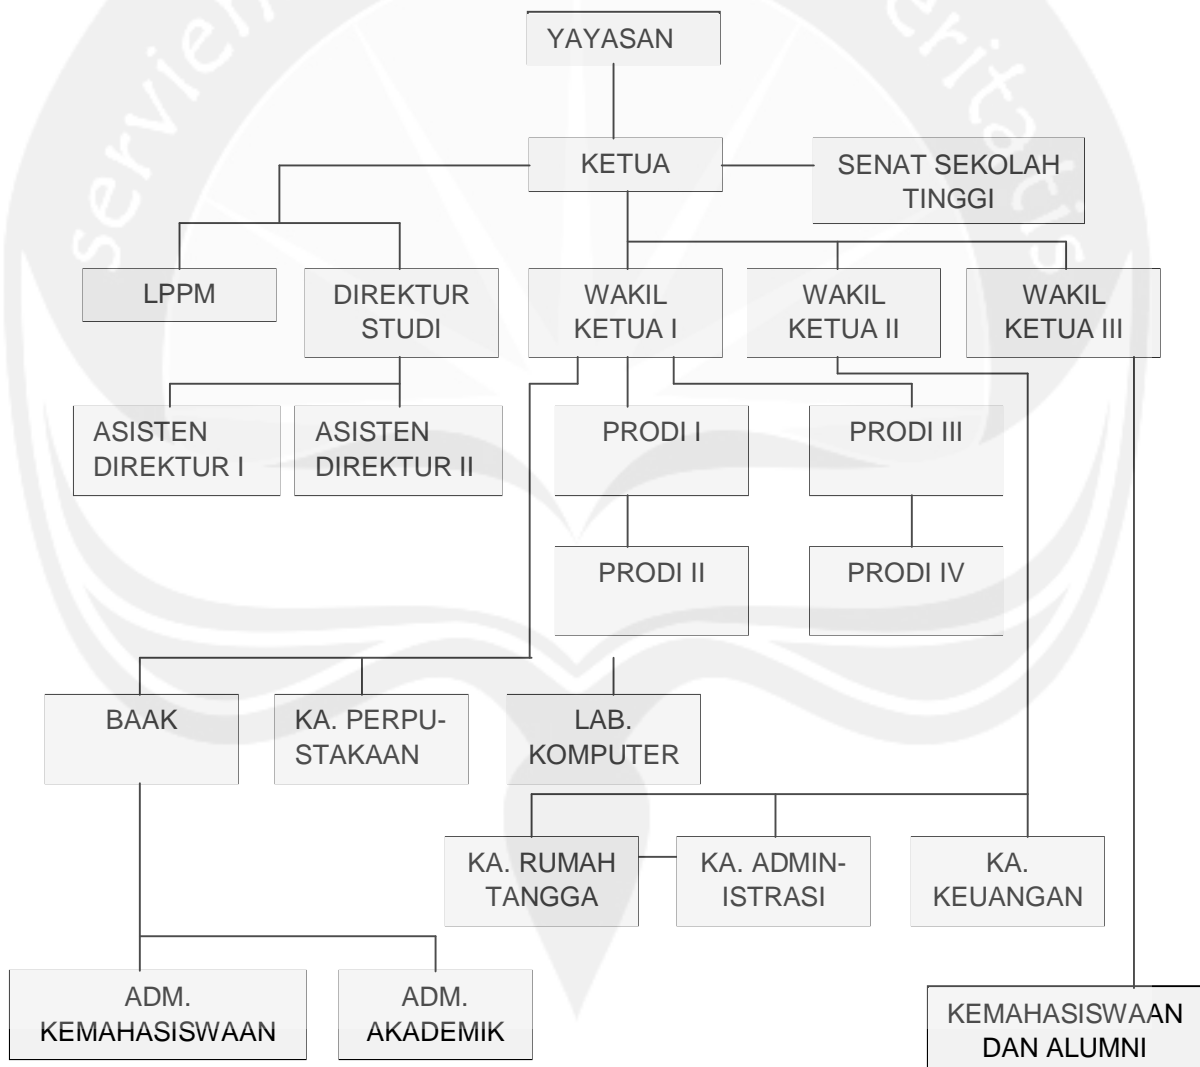 servien
eritatis
YAYASAN
KETUA
SENAT SEKOLAH
TINGGI
LPPM
DIREKTUR
STUDI
WAKIL
KETUA I
WAKIL
KETUA II
WAKIL
KETUA III
ASISTEN
DIREKTUR I
ASISTEN
DIREKTUR II
PRODI I
PRODI III
PRODI II
PRODI IV
BAAK
KA. PERPU-
STAKAAN
LAB.
KOMPUTER
KA. RUMAH
TANGGA
KA. ADMIN-
ISTRASI
KA.
KEUANGAN
ADM.
KEMAHASISWAAN
ADM.
AKADEMIK
KEMAHASISWAAN
DAN ALUMNI